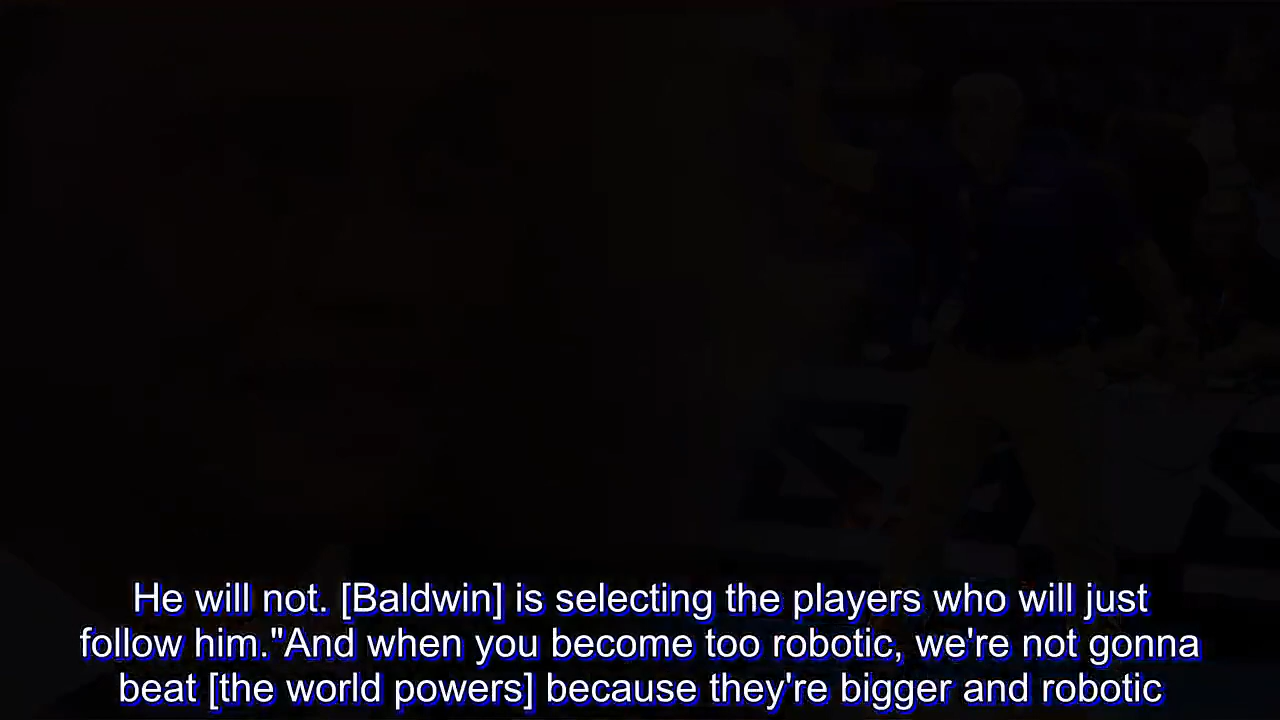 He will not. [Baldwin] is selecting the players who will just
follow him."And when you become too robotic, we're not gonna
beat [the world powers] because they're bigger and robotic